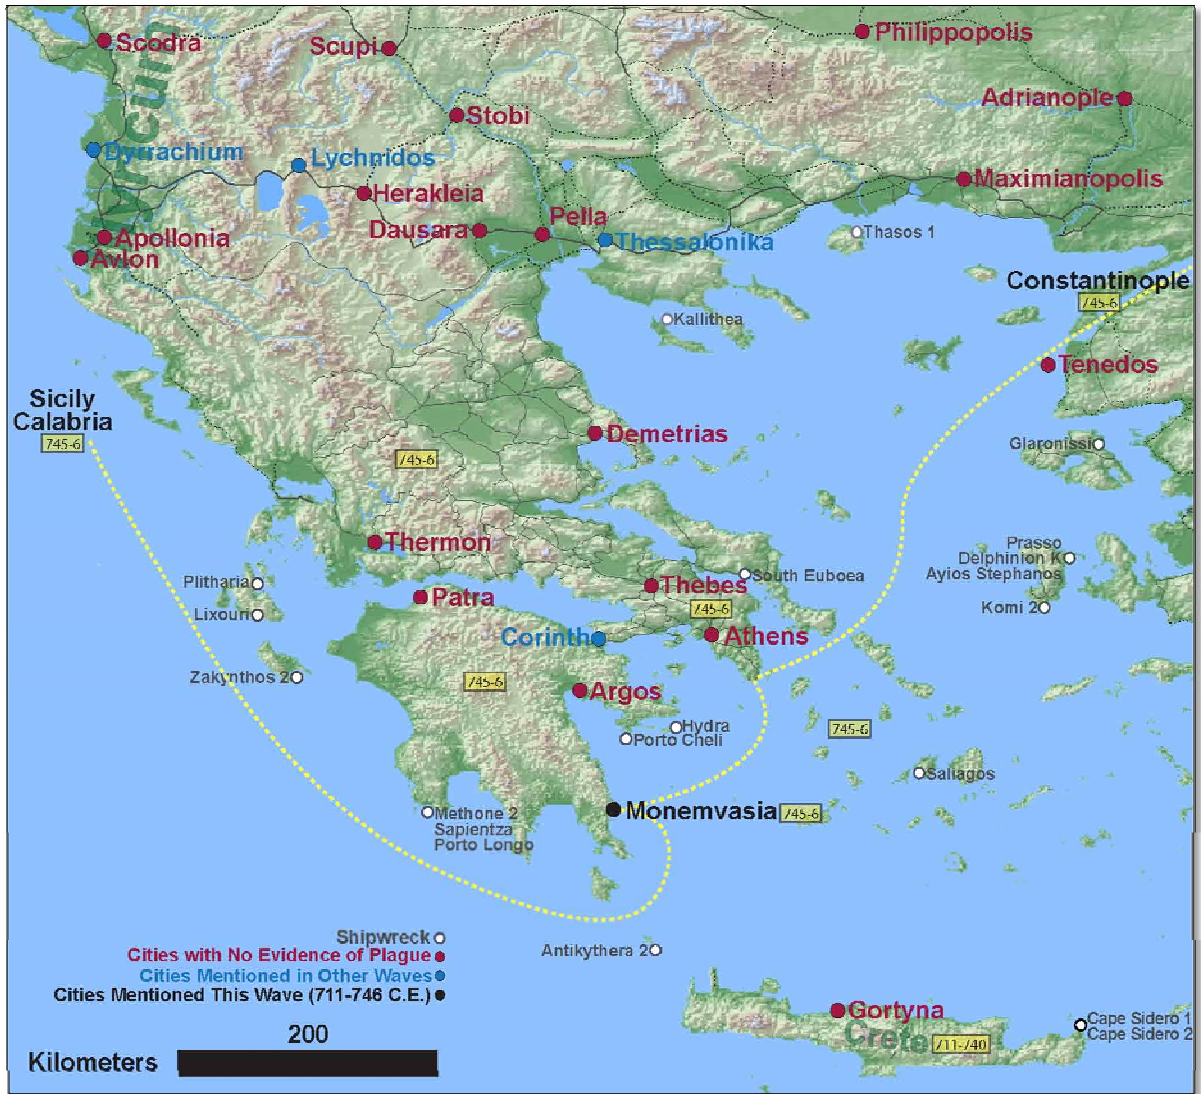 Scodra
Scupi
Philippopolis
Adrianople
Stobi
Dyrrachium
Lychnidos
Herakleia
Maximianopolis
Pella
Dausara
Thessalonika
Thasos 1
Apollonia
Avlon
Constantinople
745-6
Kallithea
Tenedos
Sicily
Calabria
745-6
Demetrias
Glaronissi
745-6
Thermon
Prasso
Delphinion K
Ayios Stephanos
Komi 2
Plitharia
Lixouri
Patra
Thebes
South Euboea
745-6
Corinth
Athens
Zakynthos 2
745-6
Argos
Hydra
Porto Cheli
745-6
Saliagos
Methone 2
Sapientza
Porto Longo
Monemvasia
745-6
Shipwreck
Cities with No Evidence of Plague
Cities Mentioned in Other Waves
Cities Mentioned This Wave (711-746 C.E.)
Antikythera 2
200
Kilometers
Gortyna
Crete
711-740
Cape Sidero 1
Cape Sidero 2